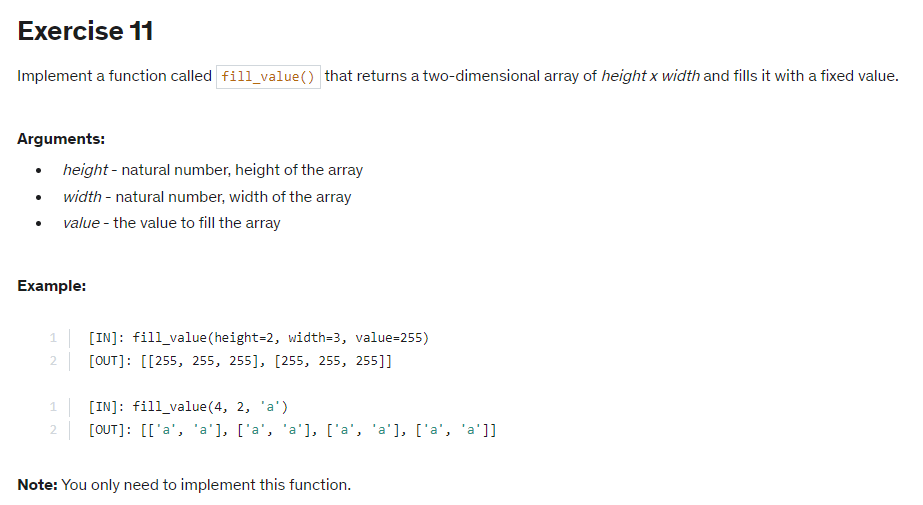 Exercise 11
Implement a function called fill_value() that returns a two-dimensional array of height x width and fills it with a fixed value.
Arguments:
• height - natural number, height of the array
• width - natural number, width of the array
• value - the value to fill the array
Example:
1 [IN]: fill_value(height=2, width=3, value=255)
2 [OUT]: [[255, 255, 255], [255, 255, 255]]
1 [IN]: fill_value(4, 2, 'a')
2 [OUT]: [['a', 'a'], ['a', 'a'], ['a', 'a'], ['a', 'a']]
Note: You only need to implement this function.